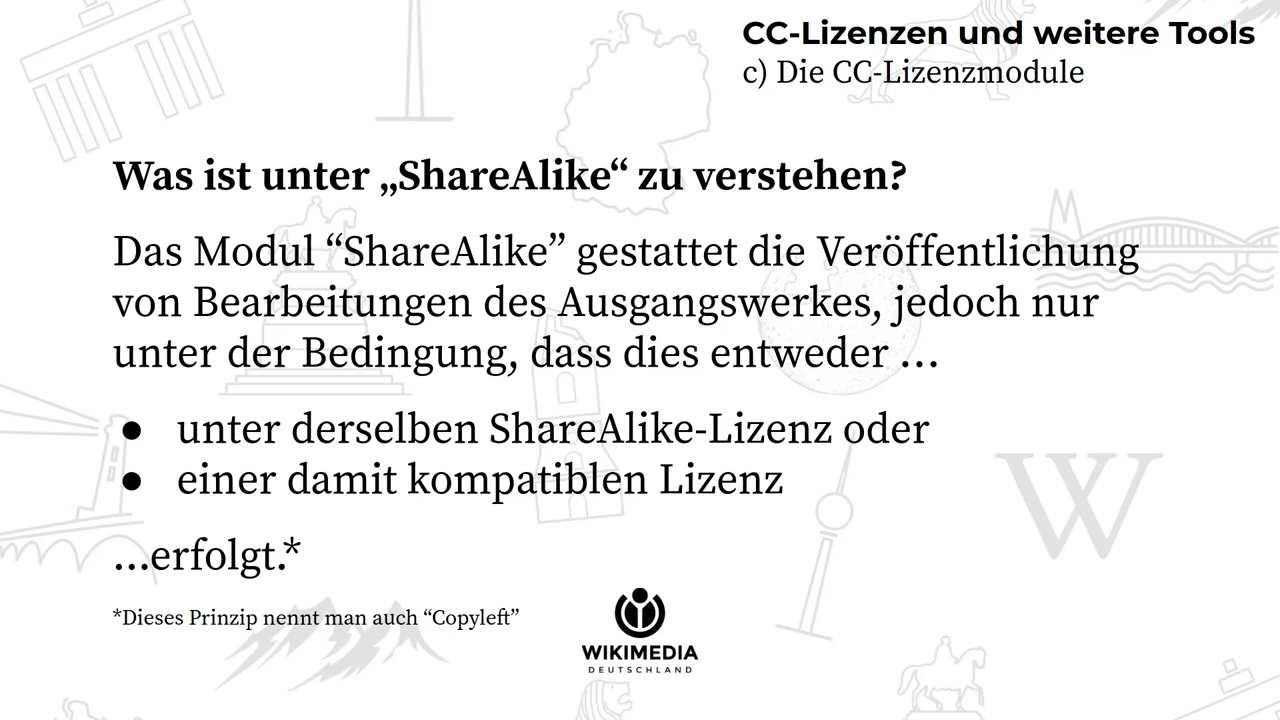 CC-Lizenzen und weitere Tools
c) Die CC-Lizenzmodule
Was ist unter „ShareAlike“ zu verstehen?
Das Modul “ShareAlike” gestattet die Veröffentlichung
von Bearbeitungen des Ausgangswerkes, jedoch nur
unter der Bedingung, dass dies entweder …
● unter derselben ShareAlike-Lizenz oder
● einer damit kompatiblen Lizenz
…erfolgt.*
*Dieses Prinzip nennt man auch “Copyleft”
W
WIKIMEDIA
DEUTSCHLAND